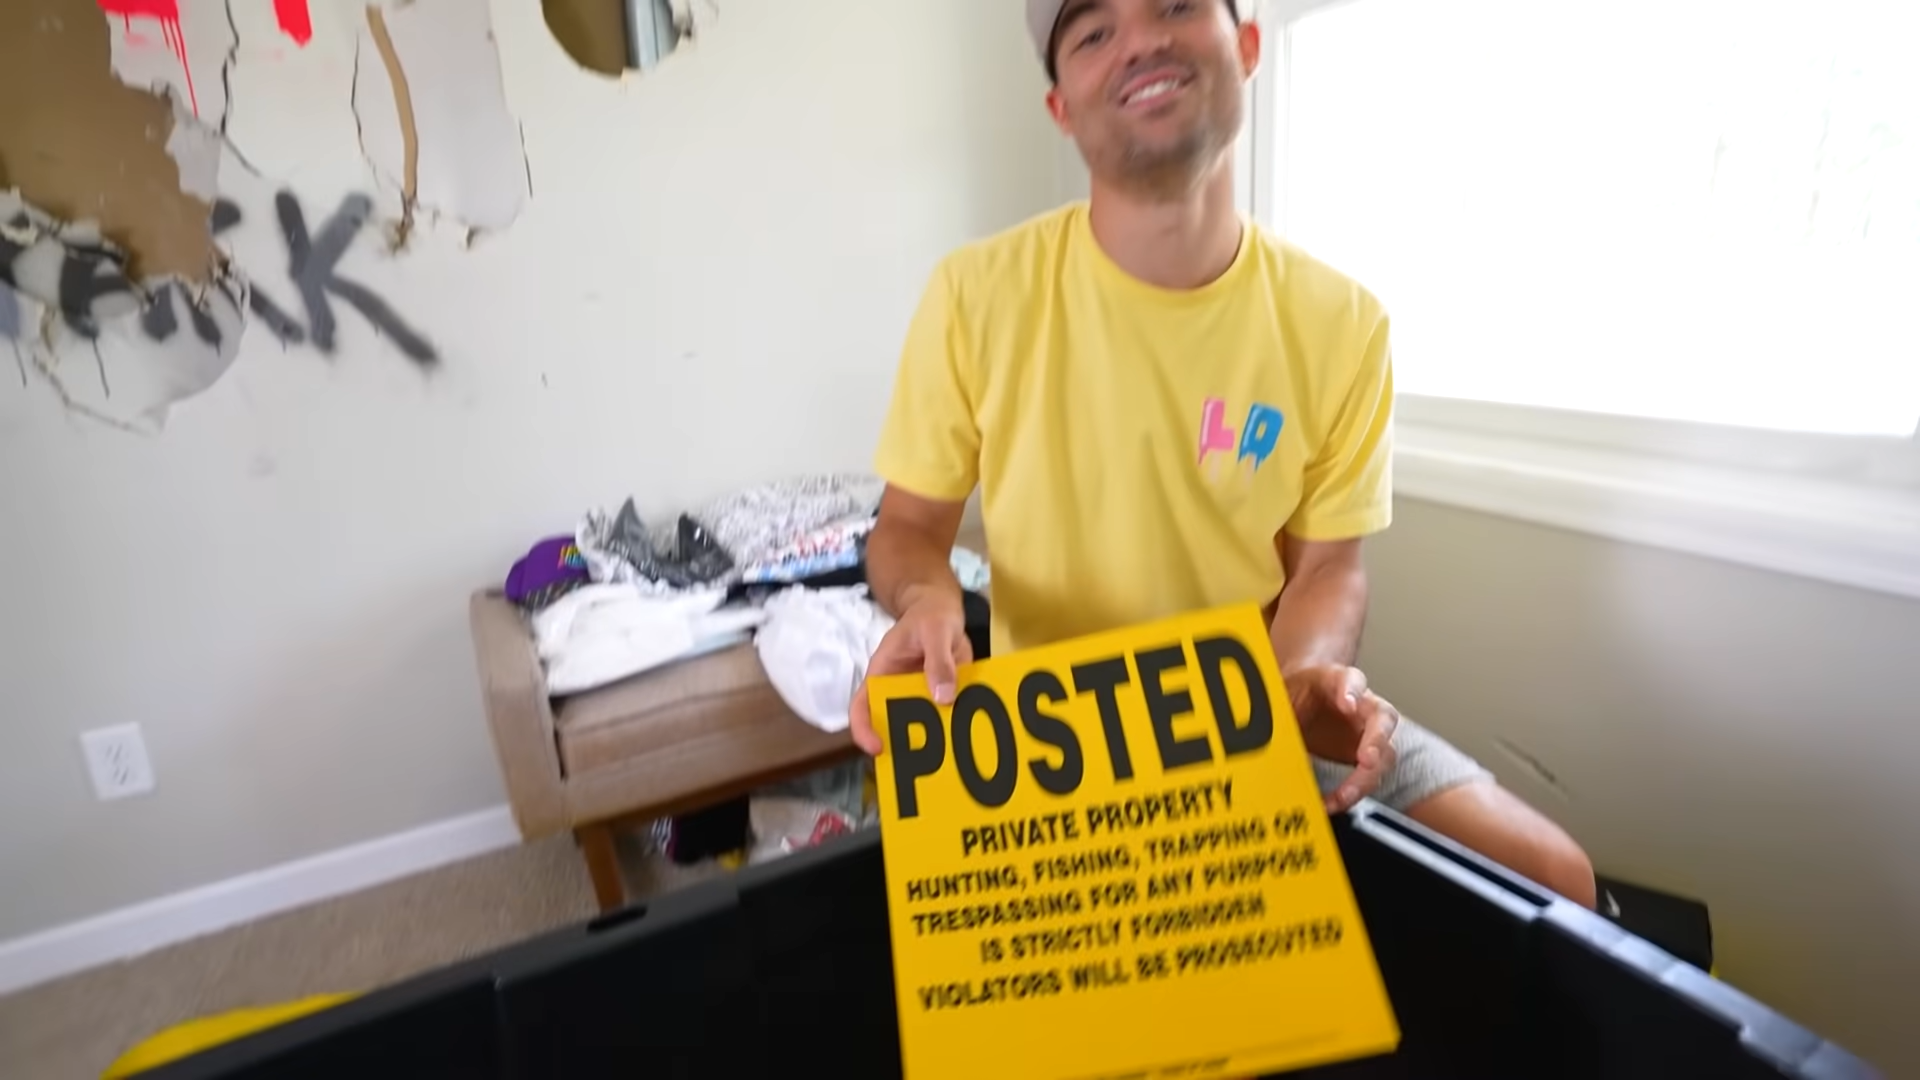 K
LD
POSTED
PRIVATE PROPERTY
HUNTING, FISHING, TRAPPING OR
TRESPASSING FOR ANY PURPOSE
IS STRICTLY FORBIDDEN
VIOLATORS WILL BE PROSECUTED